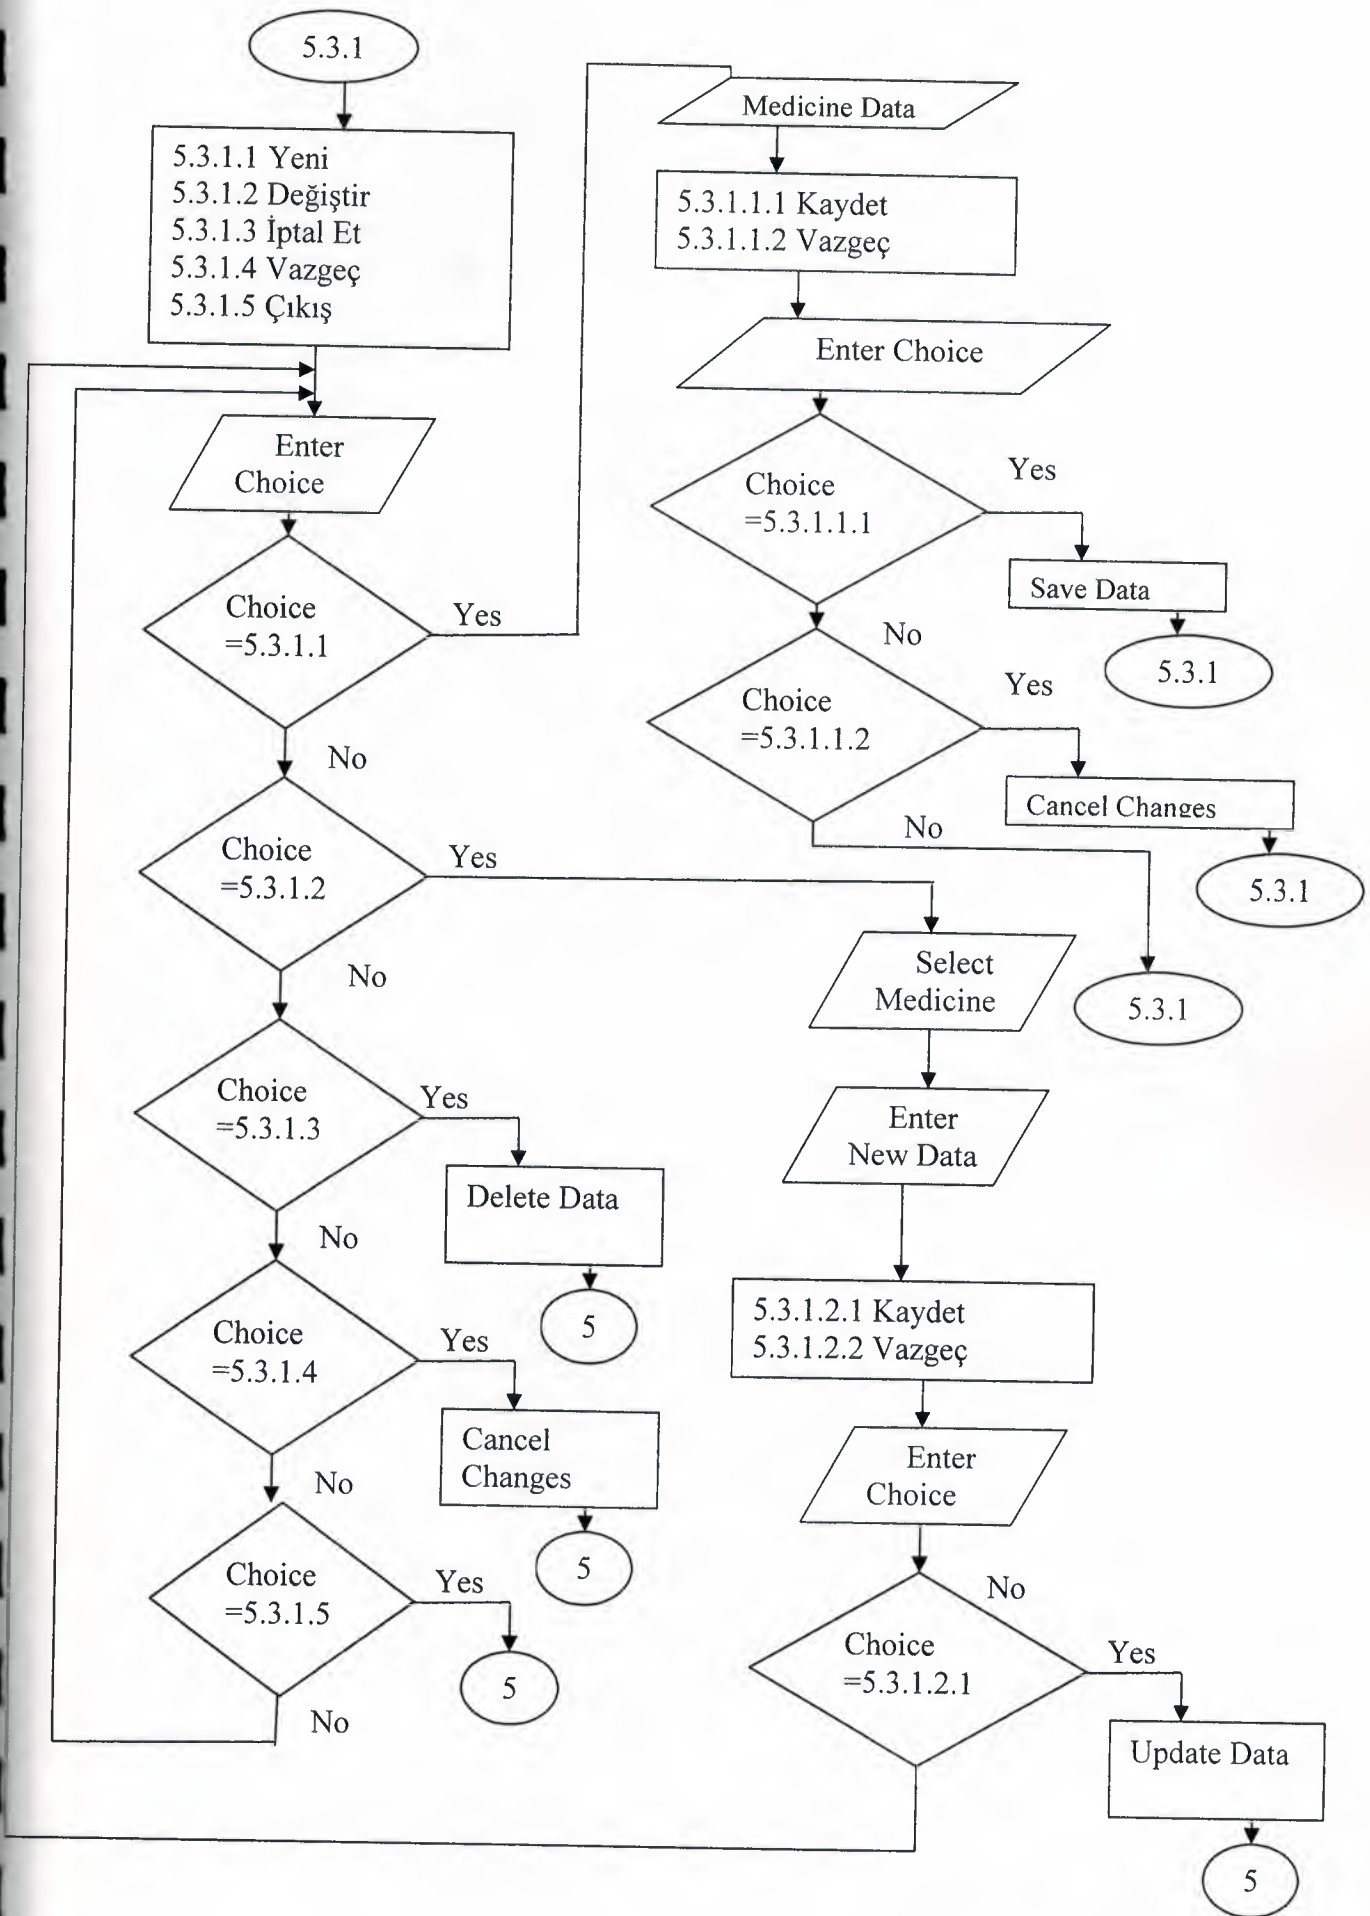 5.3.1
5.3.1.1 Yeni
5.3.1.2 Değiştir
5.3.1.3 İptal Et
5.3.1.4 Vazgeç
5.3.1.5 Çıkış
Enter
Choice
Choice
=5.3.1.1
Yes
No
Choice
=5.3.1.2
Yes
No
Choice
=5.3.1.3
Yes
Delete Data
5
No
Choice
=5.3.1.4
Yes
Cancel
Changes
5
No
Choice
=5.3.1.5
Yes
5
No
Medicine Data
5.3.1.1.1 Kaydet
5.3.1.1.2 Vazgeç
Enter Choice
Choice
=5.3.1.1.1
Yes
Save Data
5.3.1
No
Choice
=5.3.1.1.2
Yes
Cancel Changes
5.3.1
No
5.3.1
Select
Medicine
Enter
New Data
5.3.1.2.1 Kaydet
5.3.1.2.2 Vazgeç
Enter
Choice
No
Choice
=5.3.1.2.1
Yes
Update Data
5